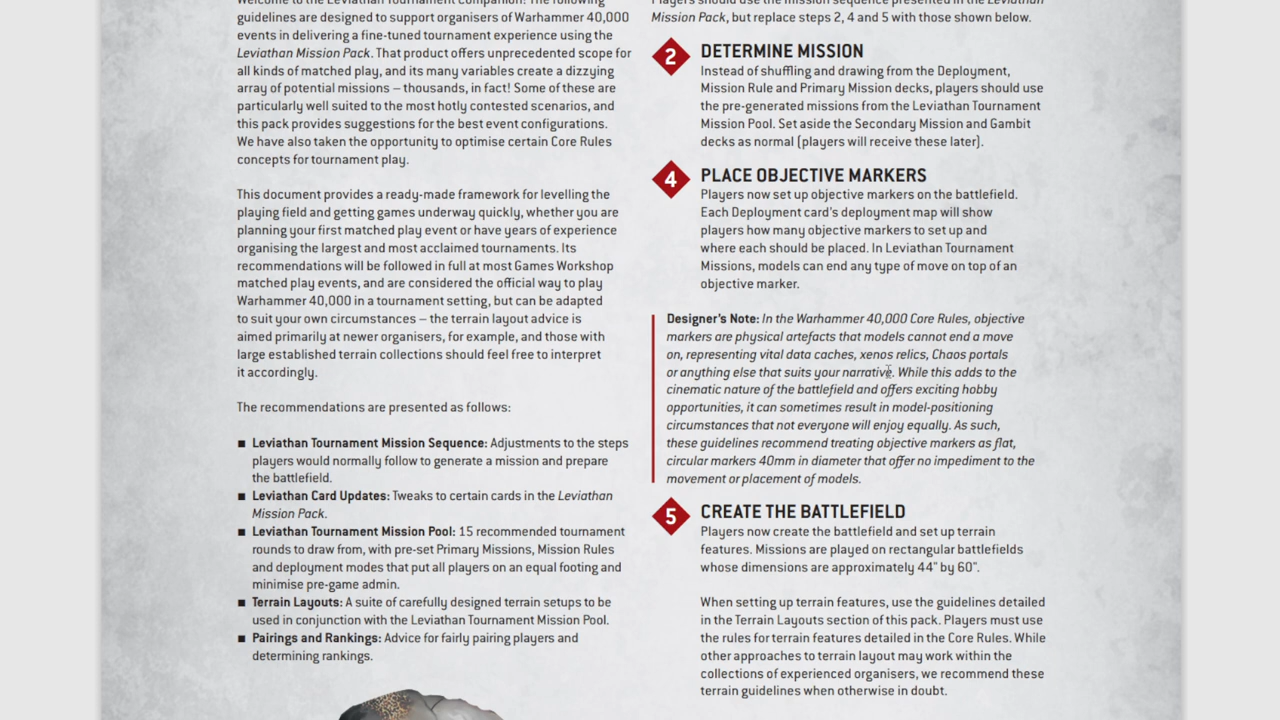 Welcome to the Leviathan Tournament Companion! The following
guidelines are designed to support organisers of Warhammer 40,000
events in delivering a fine-tuned tournament experience using the
Leviathan Mission Pack. That product offers unprecedented scope for
all kinds of matched play, and its many variables create a dizzying
array of potential missions – thousands, in fact! Some of these are
particularly well suited to the most hotly contested scenarios, and
this pack provides suggestions for the best event configurations.
We have also taken the opportunity to optimise certain Core Rules
concepts for tournament play.
This document provides a ready-made framework for levelling the
playing field and getting games underway quickly, whether you are
planning your first matched play event or have years of experience
organising the largest and most acclaimed tournaments. Its
recommendations will be followed in full at most Games Workshop
matched play events, and are considered the official way to play
Warhammer 40,000 in a tournament setting, but can be adapted
to suit your own circumstances – the terrain layout advice is
aimed primarily at newer organisers, for example, and those with
large established terrain collections should feel free to interpret
it accordingly.
The recommendations are presented as follows:
■ Leviathan Tournament Mission Sequence: Adjustments to the steps
players would normally follow to generate a mission and prepare
the battlefield.
■ Leviathan Card Updates: Tweaks to certain cards in the Leviathan
Mission Pack.
■ Leviathan Tournament Mission Pool: 15 recommended tournament
rounds to draw from, with pre-set Primary Missions, Mission Rules
and deployment modes that put all players on an equal footing and
minimise pre-game admin.
■ Terrain Layouts: A suite of carefully designed terrain setups to be
used in conjunction with the Leviathan Tournament Mission Pool.
■ Pairings and Rankings: Advice for fairly pairing players and
determining rankings.
Players should use the mission sequence presented in the Leviathan
Mission Pack, but replace steps 2, 4 and 5 with those shown below.
2 DETERMINE MISSION
Instead of shuffling and drawing from the Deployment,
Mission Rule and Primary Mission decks, players should use
the pre-generated missions from the Leviathan Tournament
Mission Pool. Set aside the Secondary Mission and Gambit
decks as normal (players will receive these later).
4 PLACE OBJECTIVE MARKERS
Players now set up objective markers on the battlefield.
Each Deployment card's deployment map will show
players how many objective markers to set up and
where each should be placed. In Leviathan Tournament
Missions, models can end any type of move on top of an
objective marker.
Designer's Note: In the Warhammer 40,000 Core Rules, objective
markers are physical artefacts that models cannot end a move
on, representing vital data caches, xenos relics, Chaos portals
or anything else that suits your narrative. While this adds to the
cinematic nature of the battlefield and offers exciting hobby
opportunities, it can sometimes result in model-positioning
circumstances that not everyone will enjoy equally. As such,
these guidelines recommend treating objective markers as flat,
circular markers 40mm in diameter that offer no impediment to the
movement or placement of models.
5 CREATE THE BATTLEFIELD
Players now create the battlefield and set up terrain
features. Missions are played on rectangular battlefields
whose dimensions are approximately 44" by 60".
When setting up terrain features, use the guidelines detailed
in the Terrain Layouts section of this pack. Players must use
the rules for terrain features detailed in the Core Rules. While
other approaches to terrain layout may work within the
collections of experienced organisers, we recommend these
terrain guidelines when otherwise in doubt.